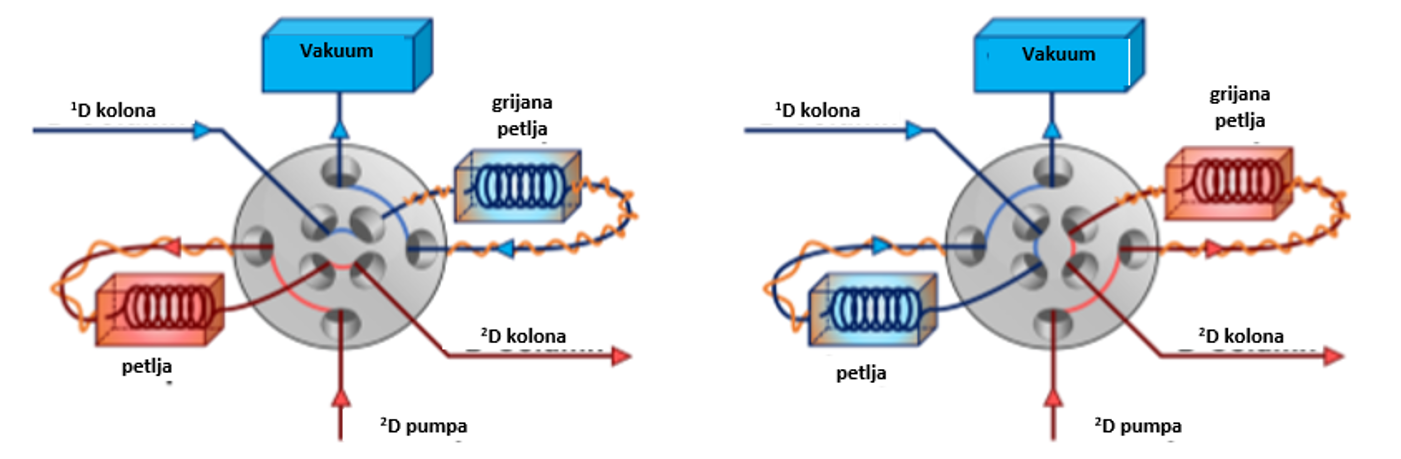 Vakuum
¹D kolona
grijana
petlja
²D kolona
petlja
²D pumpa
Vakuum
¹D kolona
grijana
petlja
²D kolona
petlja
²D pumpa